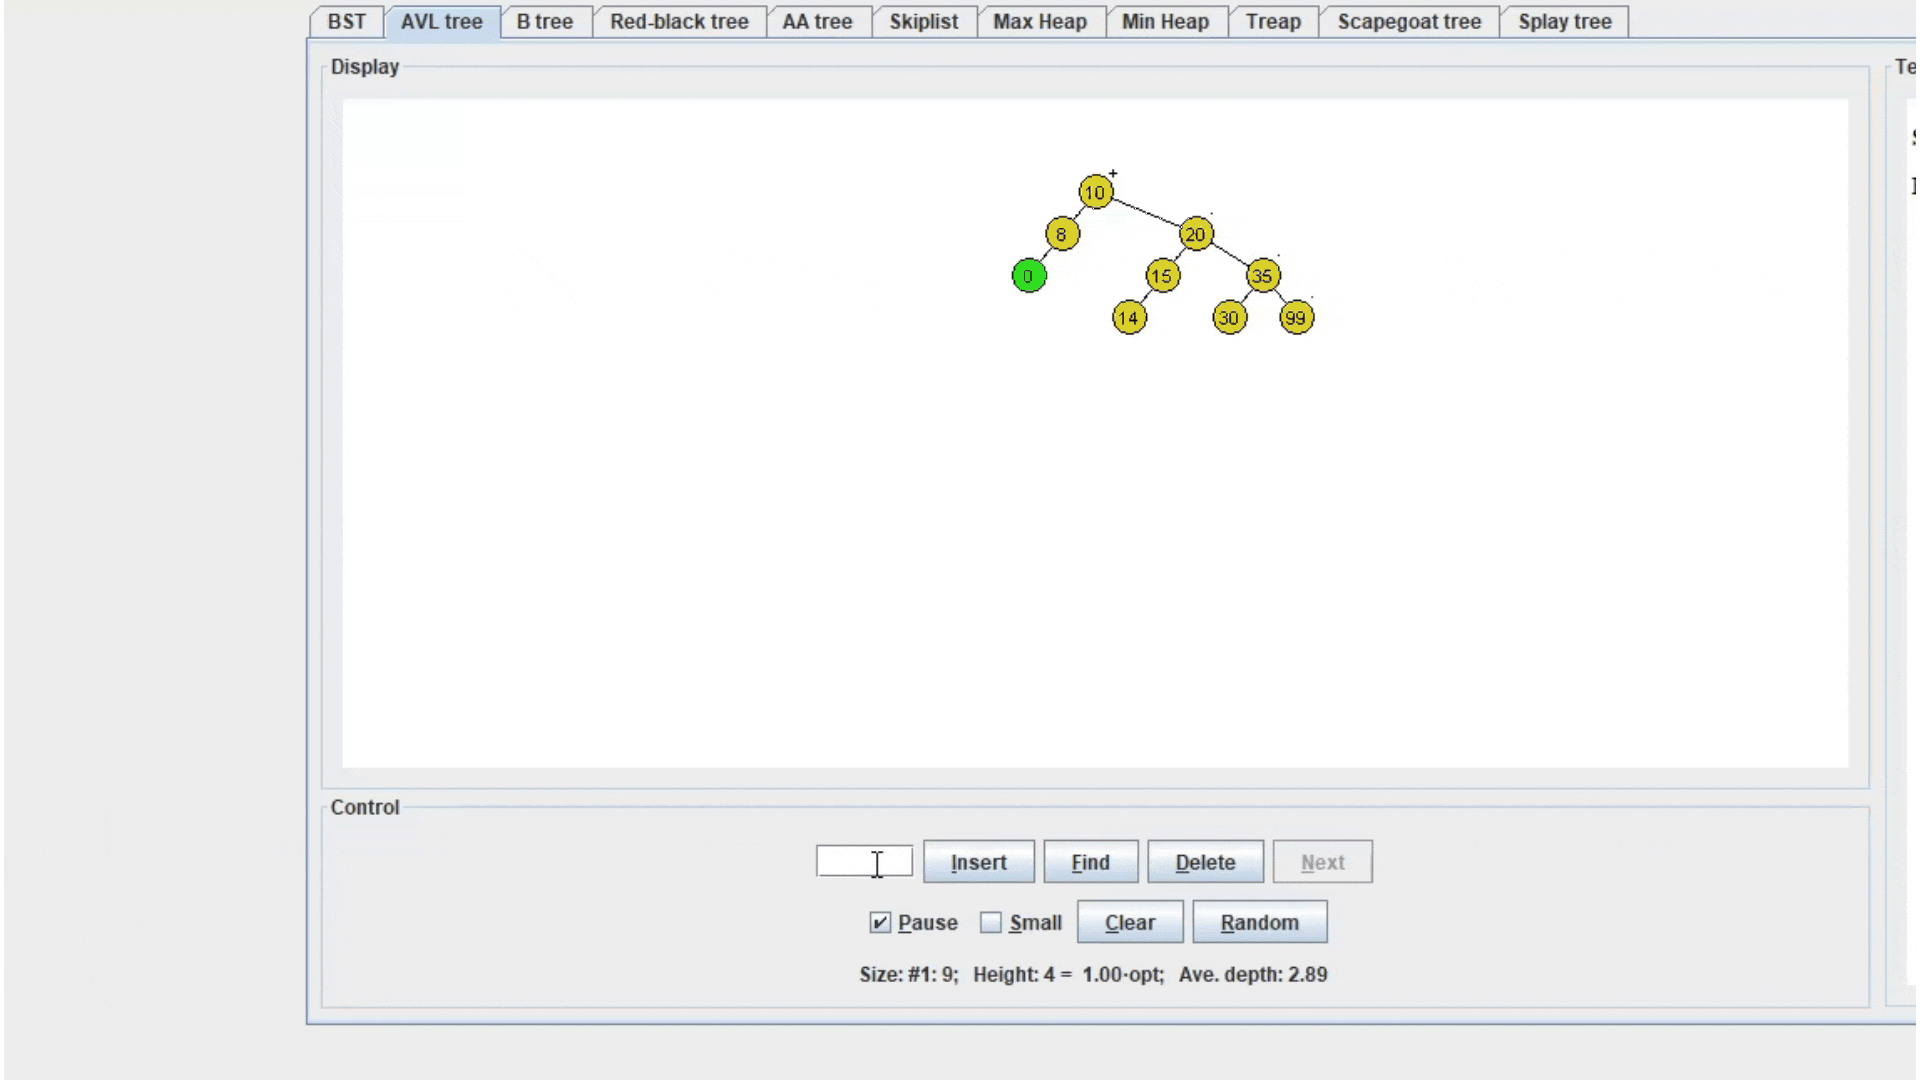 BST AVL tree B tree Red-black tree AA tree Skiplist Max Heap Min Heap Treap Scapegoat tree Splay tree
Display
Te
10 +
8 20
0 15 35
14 30 99
Control
Insert Find Delete Next
Pause Small Clear Random
Size: #1: 9; Height: 4 = 1.00·opt; Ave. depth: 2.89